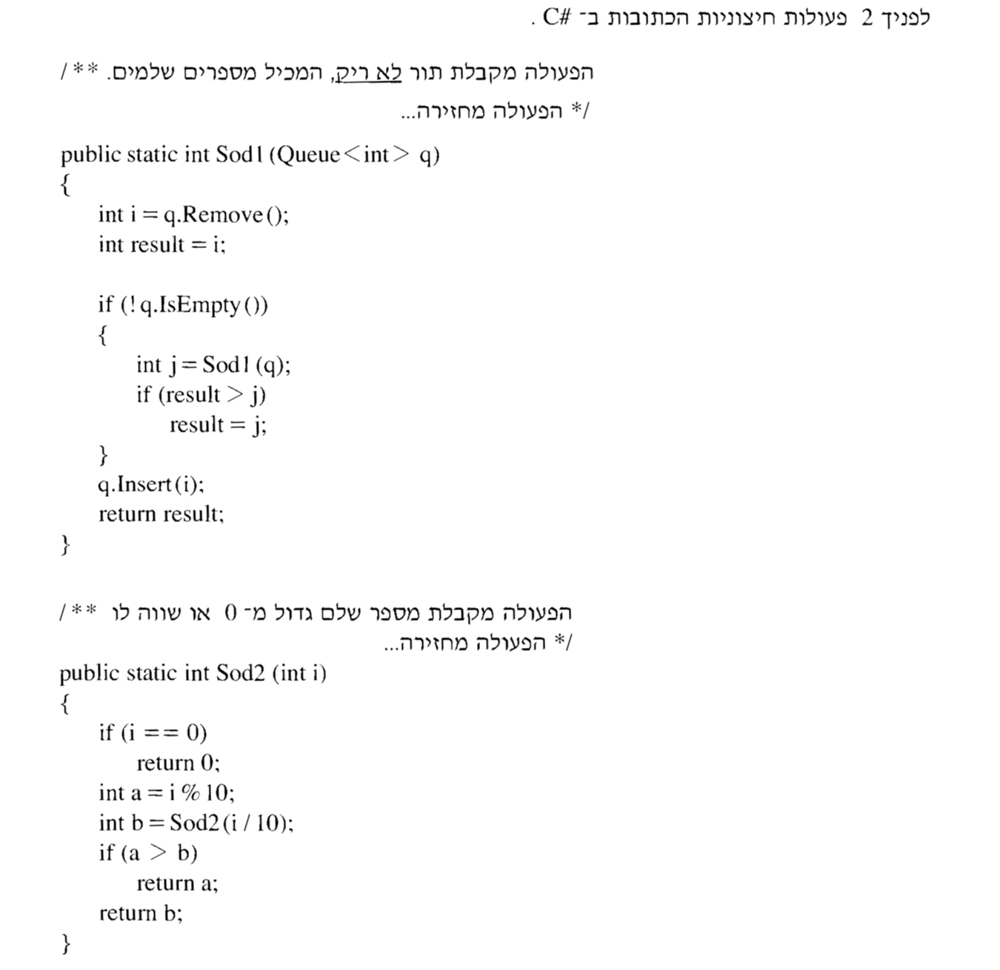 לפניך 2 פעולות חיצוניות הכתובות ב־ C# .
/** הפעולה מקבלת תור לא ריק, המכיל מספרים שלמים.
הפעולה מחזירה... */
public static int Sod1 (Queue<int> q)
{
int i = q.Remove();
int result = i;
if (! q.IsEmpty())
{
int j = Sod1 (q);
if (result > j)
result = j;
}
q.Insert(i);
return result;
}
/** הפעולה מקבלת מספר שלם גדול מ־ 0 או שווה לו
הפעולה מחזירה... */
public static int Sod2 (int i)
{
if (i == 0)
return 0;
int a = i % 10;
int b = Sod2 (i / 10);
if (a > b)
return a;
return b;
}